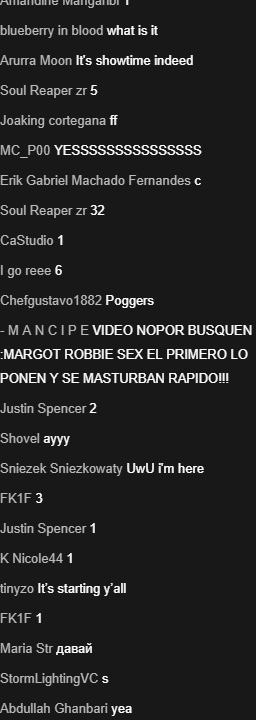 Amandine Mangaribi 1
blueberry in blood what is it
Arurra Moon It's showtime indeed
Soul Reaper zr 5
Joaking cortegana ff
MC_P00 YESSSSSSSSSSSSSSS
Erik Gabriel Machado Fernandes c
Soul Reaper zr 32
CaStudio 1
I go reee 6
Chefgustavo1882 Poggers
- M A N C I P E VIDEO NOPOR BUSQUEN
:MARGOT ROBBIE SEX EL PRIMERO LO
PONEN Y SE MASTURBAN RAPIDO!!!
Justin Spencer 2
Shovel ayyy
Sniezek Sniezkowaty UwU i'm here
FK1F 3
Justin Spencer 1
K Nicole44 1
tinyzo It's starting y'all
FK1F 1
Maria Str давай
StormLightingVC s
Abdullah Ghanbari yea